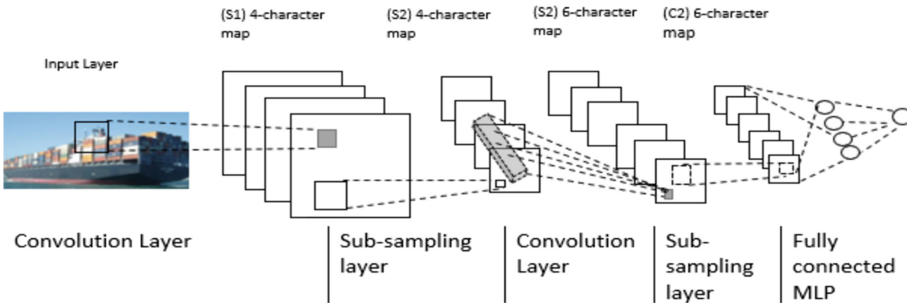 (S1) 4-character
map
(S2) 4-character
map
(S2) 6-character
map
(C2) 6-character
map
Input Layer
Convolution Layer
Sub-sampling
layer
Convolution
Layer
Sub-
sampling
layer
Fully
connected
MLP